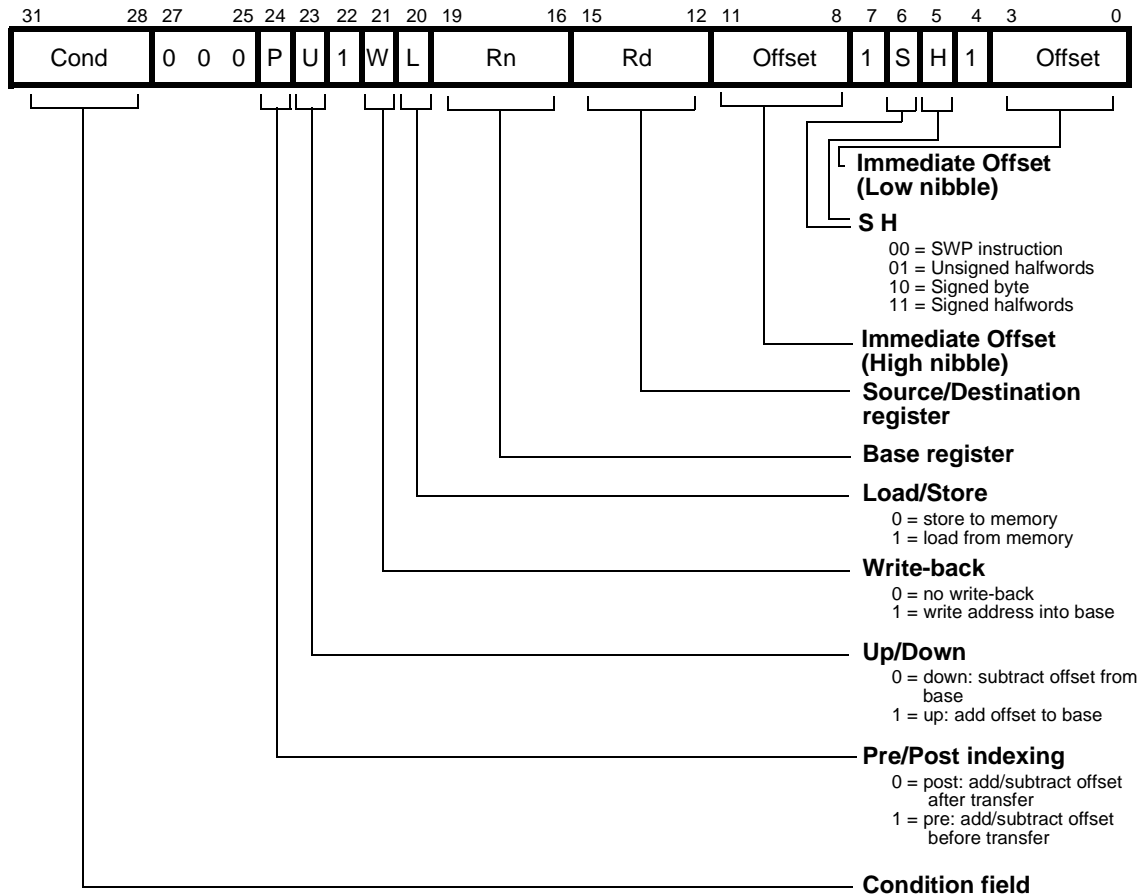 31 28 27 25 24 23 22 21 20 19 16 15 12 11 8 7 6 5 4 3 0
Cond 0 0 0 P U 1 W L Rn Rd Offset 1 S H 1 Offset
Immediate Offset
(Low nibble)
S H
00 = SWP instruction
01 = Unsigned halfwords
10 = Signed byte
11 = Signed halfwords
Immediate Offset
(High nibble)
Source/Destination
register
Base register
Load/Store
0 = store to memory
1 = load from memory
Write-back
0 = no write-back
1 = write address into base
Up/Down
0 = down: subtract offset from
base
1 = up: add offset to base
Pre/Post indexing
0 = post: add/subtract offset
after transfer
1 = pre: add/subtract offset
before transfer
Condition field